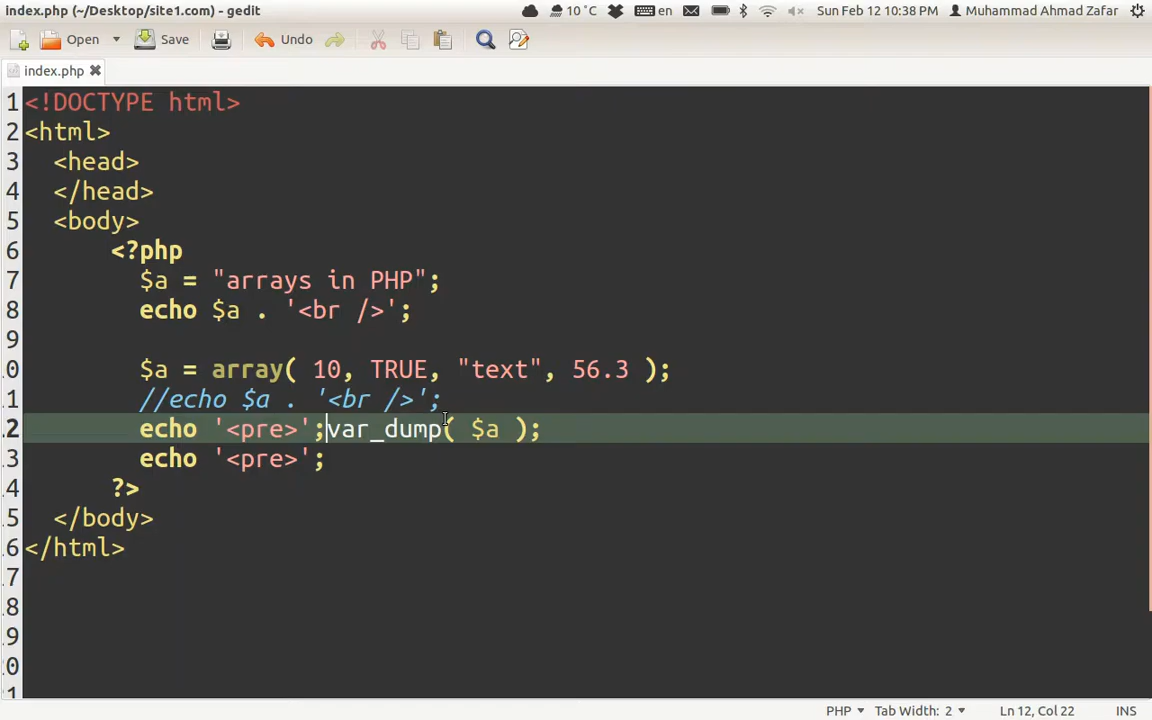 index.php (~/Desktop/site1.com) - gedit
10 °C
en
Sun Feb 12 10:38 PM
Muhammad Ahmad Zafar
Open
Save
Undo
index.php
1 <!DOCTYPE html>
2 <html>
3   <head>
4   </head>
5   <body>
6       <?php
7         $a = "arrays in PHP";
8         echo $a . '<br />';
9
0         $a = array( 10, TRUE, "text", 56.3 );
1         //echo $a . '<br />';
2         echo '<pre>';var_dump( $a );
3         echo '<pre>';
4       ?>
5   </body>
6 </html>
7
8
9
0
1
PHP
Tab Width: 2
Ln 12, Col 22
INS